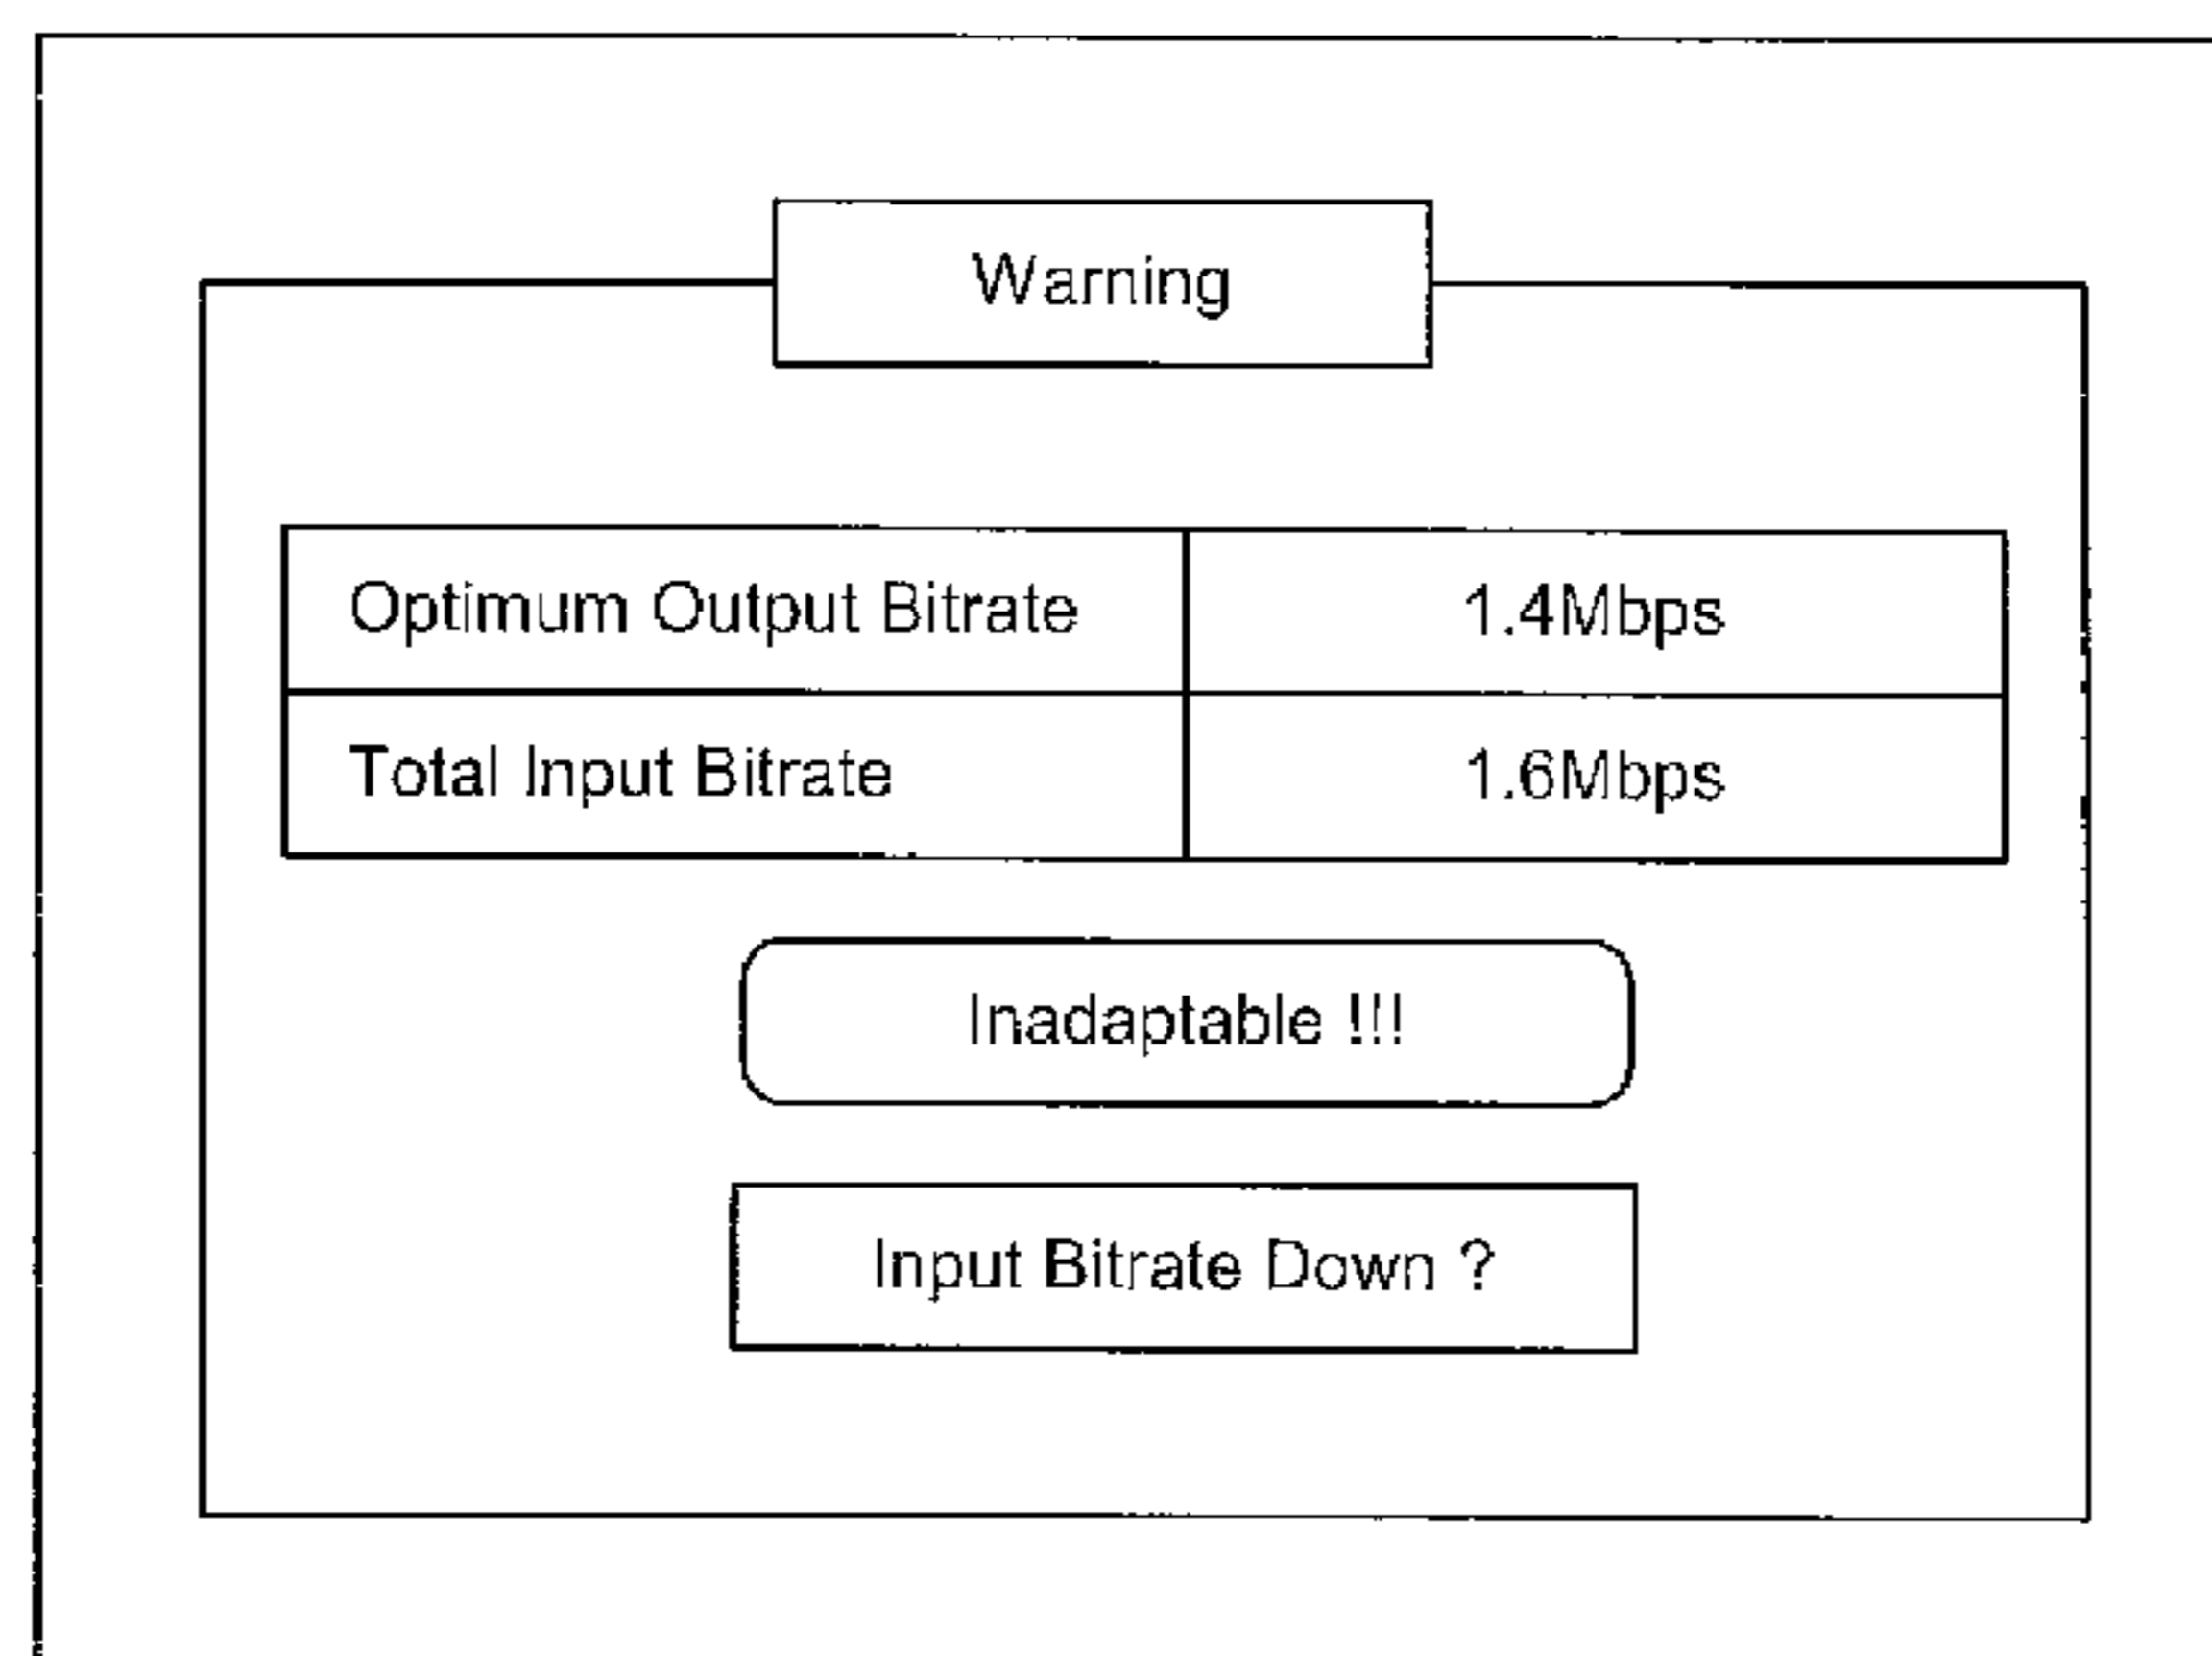 Warning
Optimum Output Bitrate 1.4Mbps
Total Input Bitrate 1.6Mbps
Inadaptable !!!
Input Bitrate Down ?